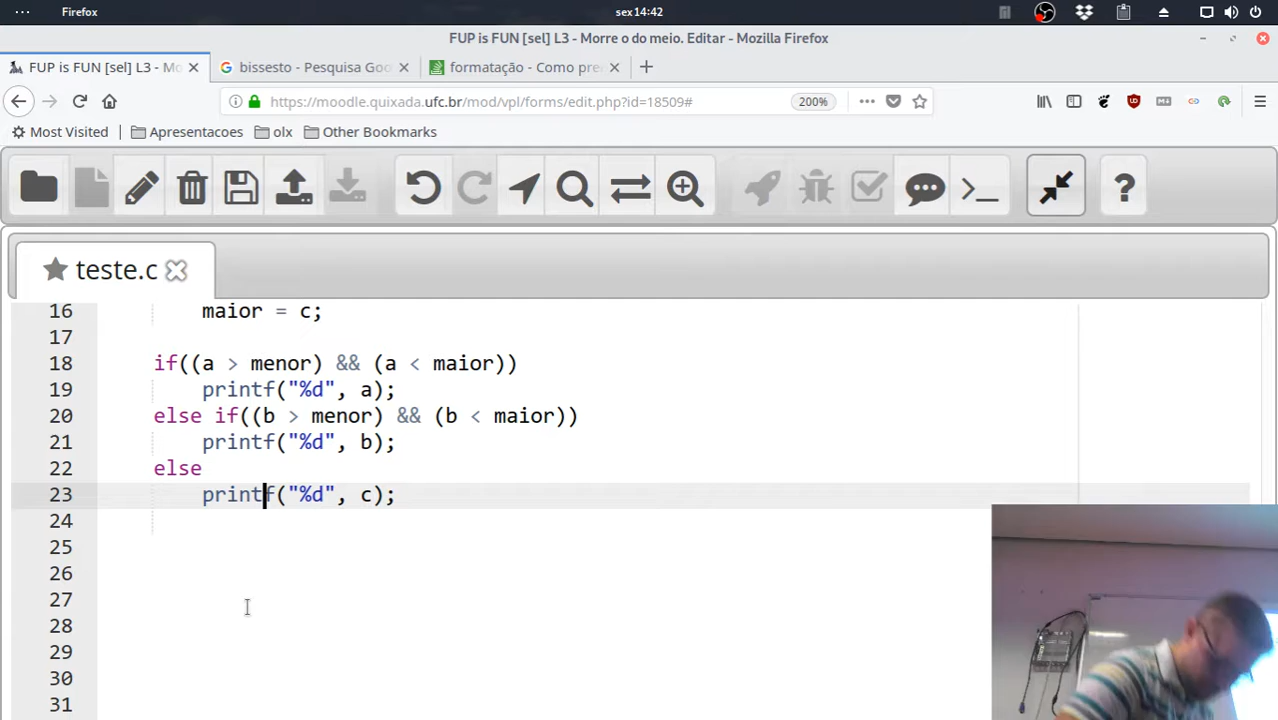 Firefox
sex 14:42
FUP is FUN [sel] L3 - Morre o do meio. Editar - Mozilla Firefox
FUP is FUN [sel] L3 - Mo
bissesto - Pesquisa Goo
formatação - Como pre
https://moodle.quixada.ufc.br/mod/vpl/forms/edit.php?id=18509#
200%
Most Visited
Apresentacoes
olx
Other Bookmarks
teste.c
16 maior = c;
17
18 if((a > menor) && (a < maior))
19 printf("%d", a);
20 else if((b > menor) && (b < maior))
21 printf("%d", b);
22 else
23 printf("%d", c);
24
25
26
27
28
29
30
31